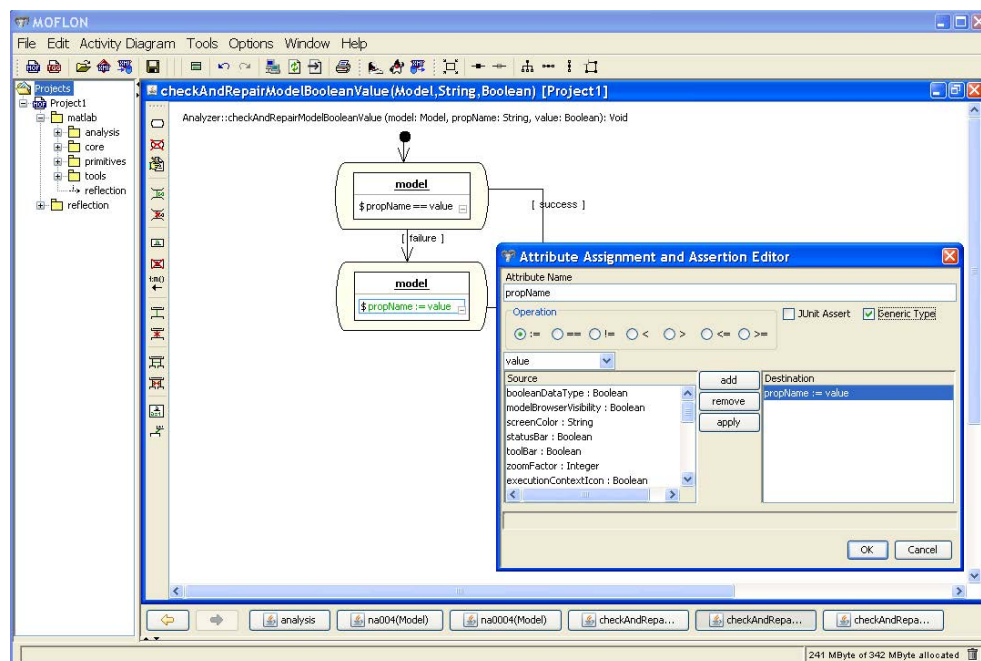 MOFLON
File Edit Activity Diagram Tools Options Window Help
Projects
Project1
matlab
analysis
core
primitives
tools
reflection
reflection
checkAndRepairModelBooleanValue(Model,String,Boolean) [Project1]
Analyzer::checkAndRepairModelBooleanValue (model: Model, propName: String, value: Boolean): Void
model
$ propName == value
[ success ]
[ failure ]
model
$ propName := value
Attribute Assignment and Assertion Editor
Attribute Name
propName
Operation
:= == != < > <= >=
JUnit Assert
Generic Type
value
Source
booleanDataType : Boolean
modelBrowserVisibility : Boolean
screenColor : String
statusBar : Boolean
toolBar : Boolean
zoomFactor : Integer
executionContextIcon : Boolean
add
remove
apply
Destination
propName := value
OK Cancel
analysis
na004(Model)
na0004(Model)
checkAndRepa...
checkAndRepa...
checkAndRepa...
241 MByte of 342 MByte allocated